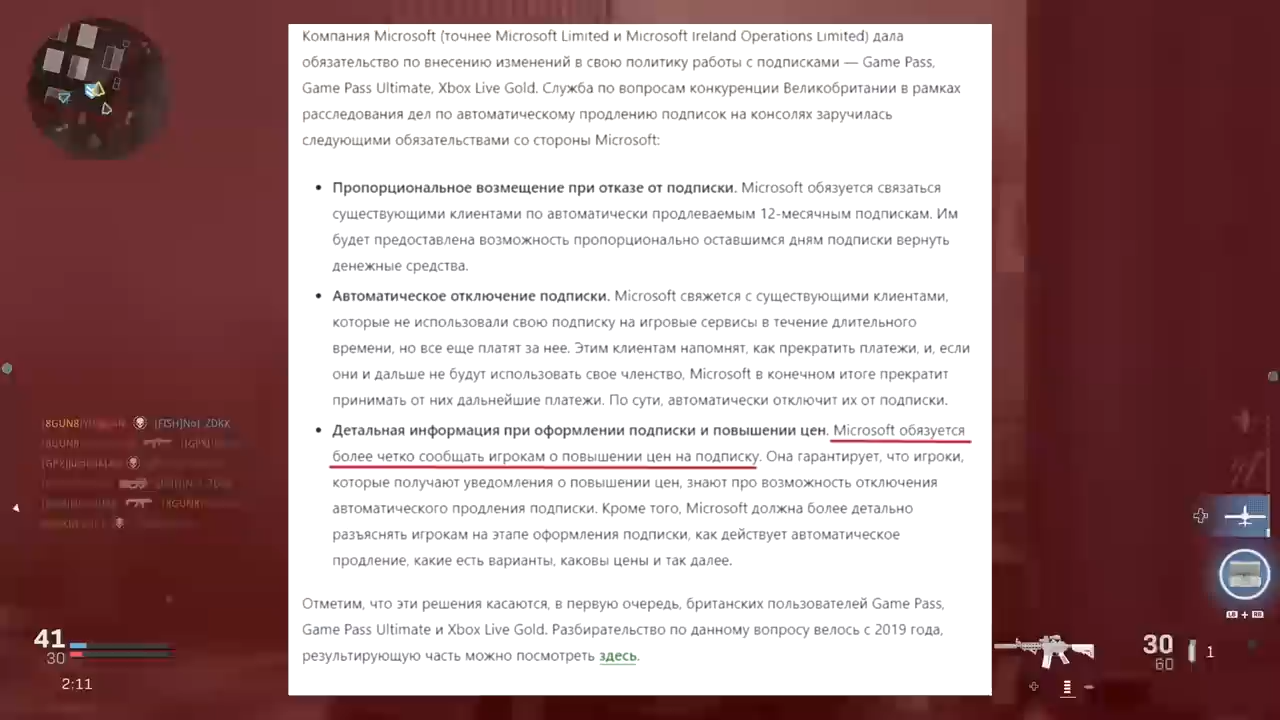 Компания Microsoft (точнее Microsoft Limited и Microsoft Ireland Operations Limited) дала
обязательство по внесению изменений в свою политику работы с подписками — Game Pass,
Game Pass Ultimate, Xbox Live Gold. Служба по вопросам конкуренции Великобритании в рамках
расследования дел по автоматическому продлению подписок на консолях заручилась
следующими обязательствами со стороны Microsoft:
• Пропорциональное возмещение при отказе от подписки. Microsoft обязуется связаться
существующими клиентами по автоматически продлеваемым 12-месячным подпискам. Им
будет предоставлена возможность пропорционально оставшимся дням подписки вернуть
денежные средства.
• Автоматическое отключение подписки. Microsoft свяжется с существующими клиентами,
которые не использовали свою подписку на игровые сервисы в течение длительного
времени, но все еще платят за нее. Этим клиентам напомнят, как прекратить платежи, и, если
они и дальше не будут использовать свое членство, Microsoft в конечном итоге прекратит
принимать от них дальнейшие платежи. По сути, автоматически отключит их от подписки.
• Детальная информация при оформлении подписки и повышении цен. Microsoft обязуется
более четко сообщать игрокам о повышении цен на подписку. Она гарантирует, что игроки,
которые получают уведомления о повышении цен, знают про возможность отключения
автоматического продления подписки. Кроме того, Microsoft должна более детально
разъяснять игрокам на этапе оформления подписки, как действует автоматическое
продление, какие есть варианты, каковы цены и так далее.
Отметим, что эти решения касаются, в первую очередь, британских пользователей Game Pass,
Game Pass Ultimate и Xbox Live Gold. Разбирательство по данному вопросу велось с 2019 года,
результирующую часть можно посмотреть здесь.
41
30
2:11
30
60
1
LB + RB